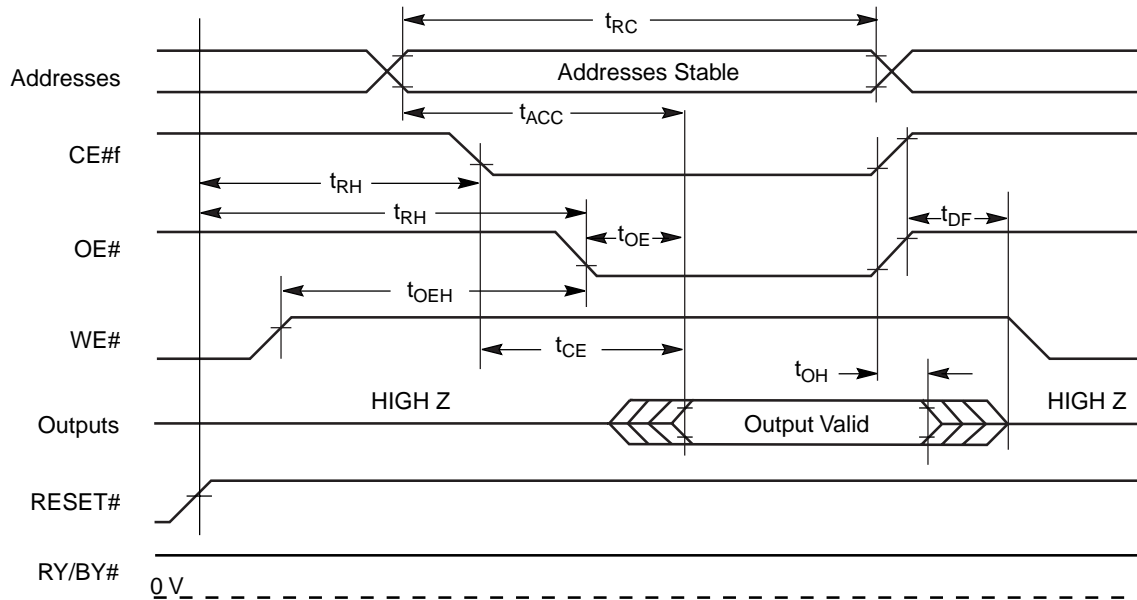 tRC
Addresses
Addresses Stable
tACC
CE#f
tRH
tRH
tOE
tDF
OE#
tOEH
WE#
tCE
tOH
HIGH Z
HIGH Z
Outputs
Output Valid
RESET#
RY/BY#
0 V